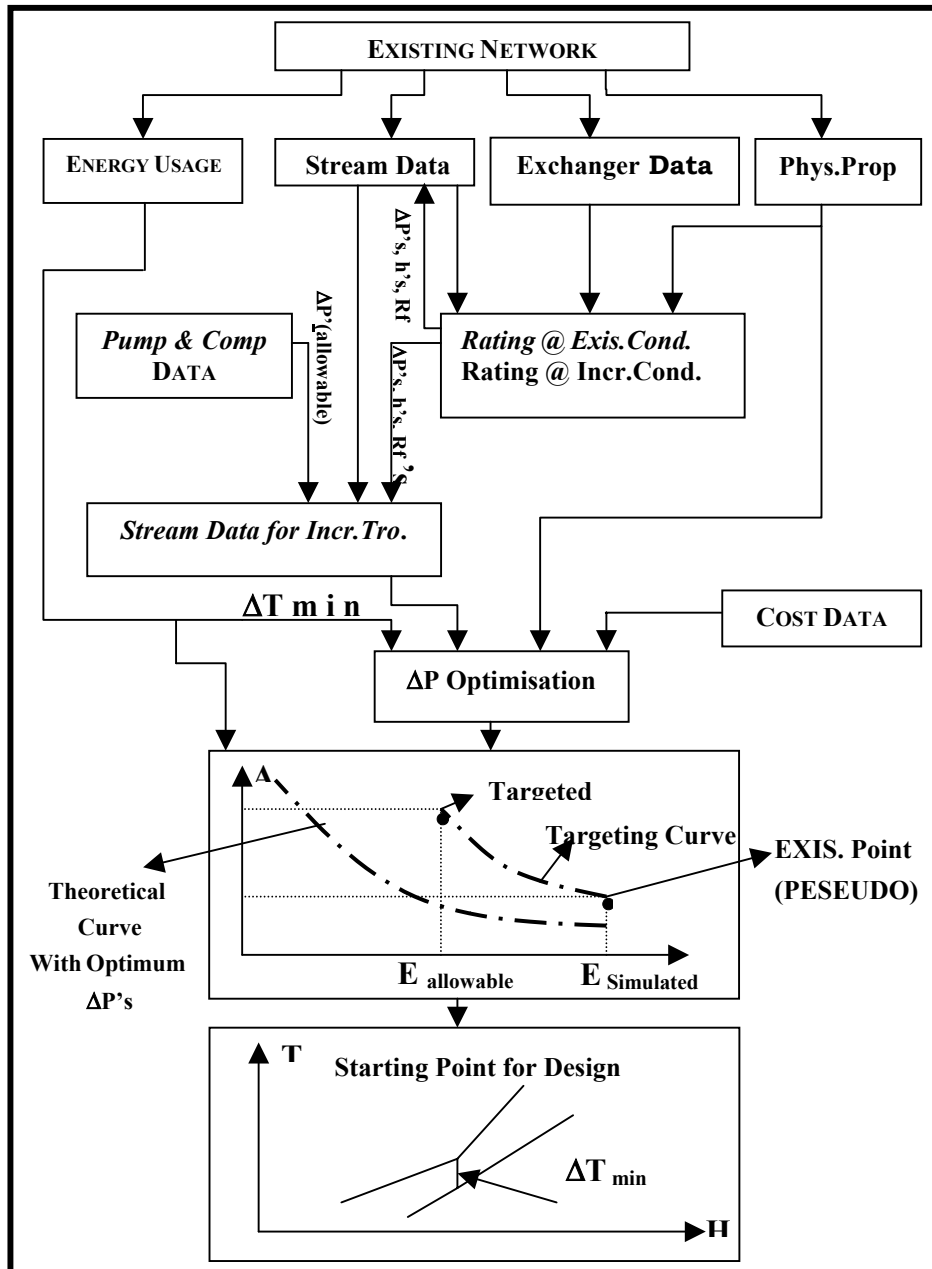 EXISTING NETWORK
ENERGY USAGE
Stream Data
Exchanger Data
Phys.Prop
ΔP's, h's, Rf
ΔP'(allowable)
Pump & Comp
DATA
Rating @ Exis.Cond.
Rating @ Incr.Cond.
ΔP's, h's, Rf's
Stream Data for Incr.Tro.
ΔT m i n
COST DATA
ΔP Optimisation
A
Targeted
Targeting Curve
EXIS. Point
(PESEUDO)
Theoretical
Curve
With Optimum
ΔP's
E allowable
E Simulated
T
Starting Point for Design
ΔT min
H